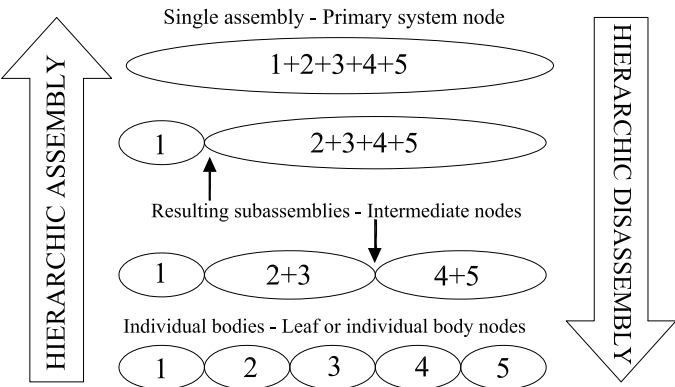 Single assembly - Primary system node
1+2+3+4+5
1 2+3+4+5
Resulting subassemblies - Intermediate nodes
1 2+3 4+5
Individual bodies - Leaf or individual body nodes
1 2 3 4 5
HIERARCHIC ASSEMBLY
HIERARCHIC DISASSEMBLY